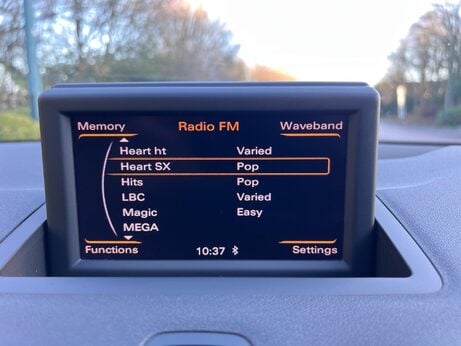 Memory Radio FM Waveband
Heart ht Varied
Heart SX Pop
Hits Pop
LBC Varied
Magic Easy
MEGA
Functions 10:37 Settings